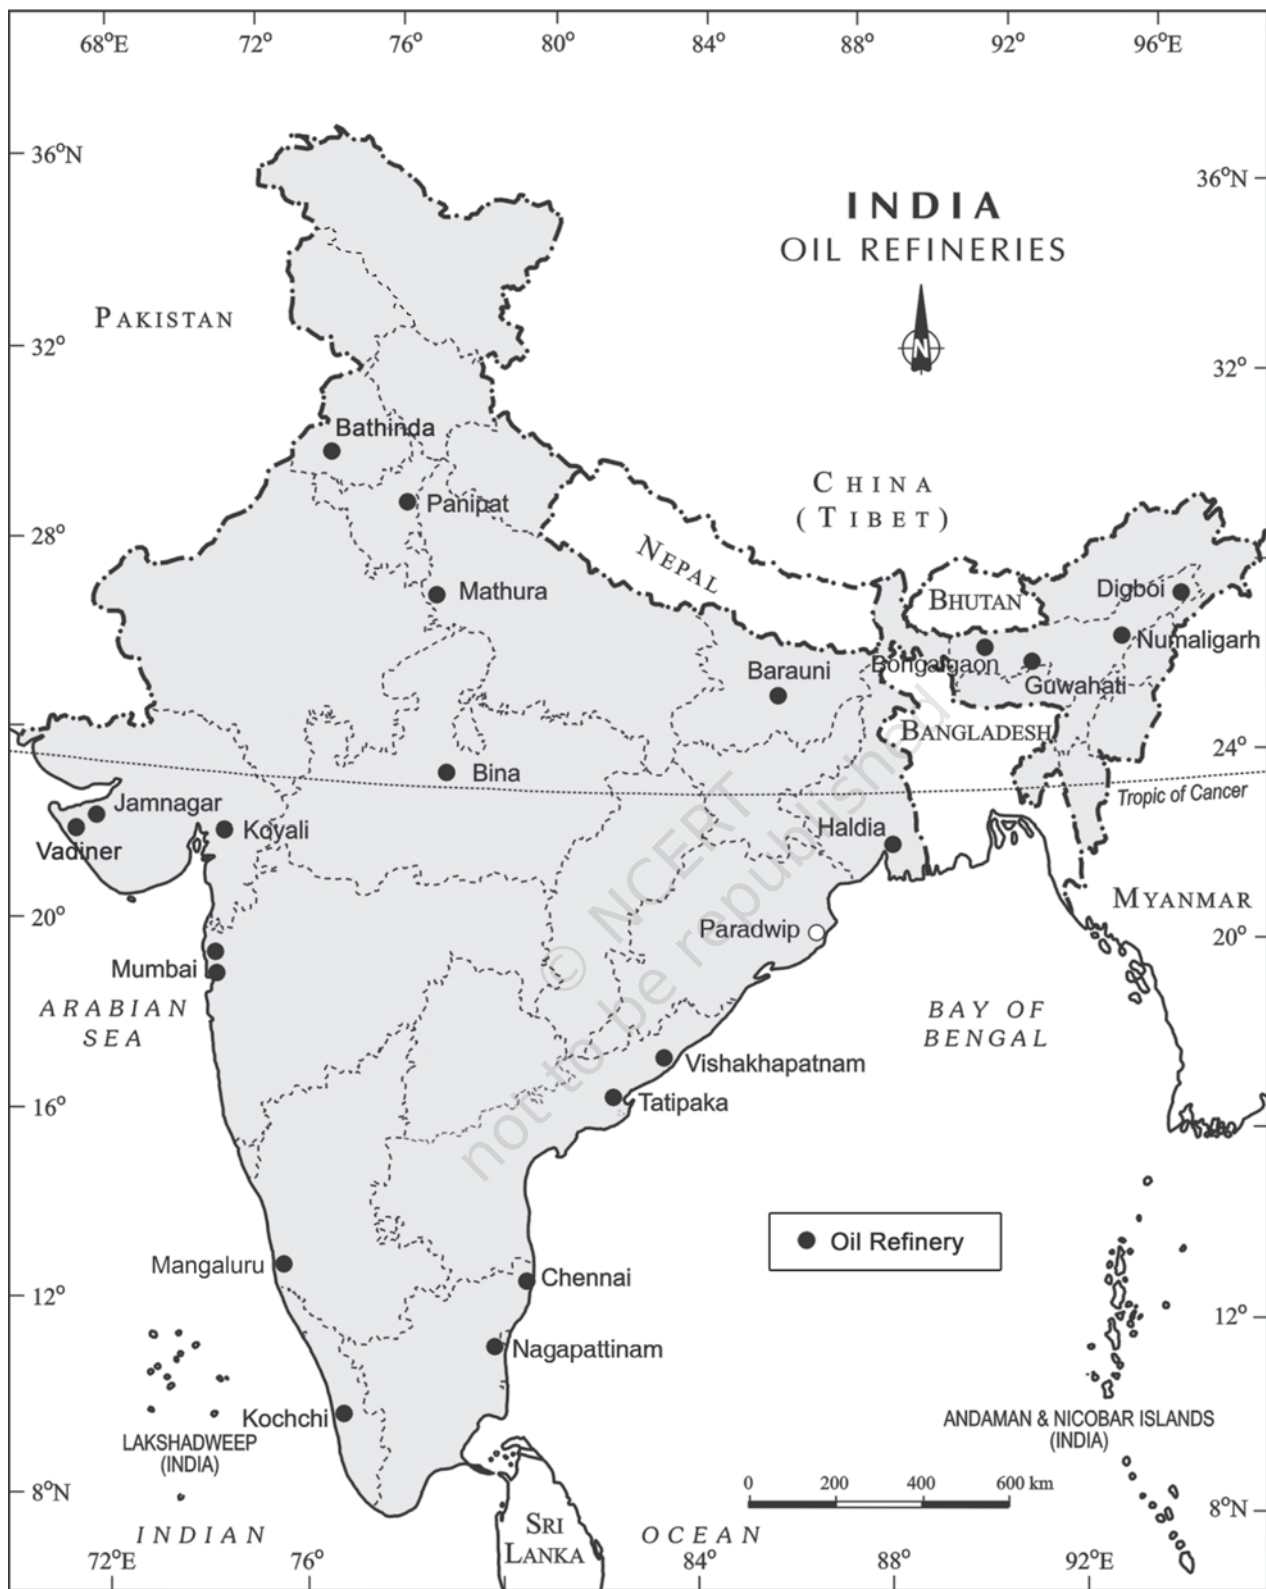 68°E 72° 76° 80° 84° 88° 92° 96°E
36°N
36°N
INDIA
OIL REFINERIES
PAKISTAN
N
32°
32°
Bathinda
CHINA
(TIBET)
Panipat
28°
NEPAL
Mathura
BHUTAN
Digboi
Numaligarh
Bongaigaon
Barauni
Guwahati
BANGLADESH
24°
Bina
Tropic of Cancer
Jamnagar
Koyali
Haldia
Vadiner
MYANMAR
20°
Paradwip
20°
Mumbai
ARABIAN
SEA
BAY OF
BENGAL
Vishakhapatnam
Tatipaka
16°
© NCERT
not to be republished
Oil Refinery
Mangaluru
Chennai
12°
12°
Nagapattinam
Kochchi
LAKSHADWEEP
(INDIA)
ANDAMAN & NICOBAR ISLANDS
(INDIA)
0 200 400 600 km
8°N
8°N
INDIAN
OCEAN
SRI
LANKA
72°E 76° 84° 88° 92°E